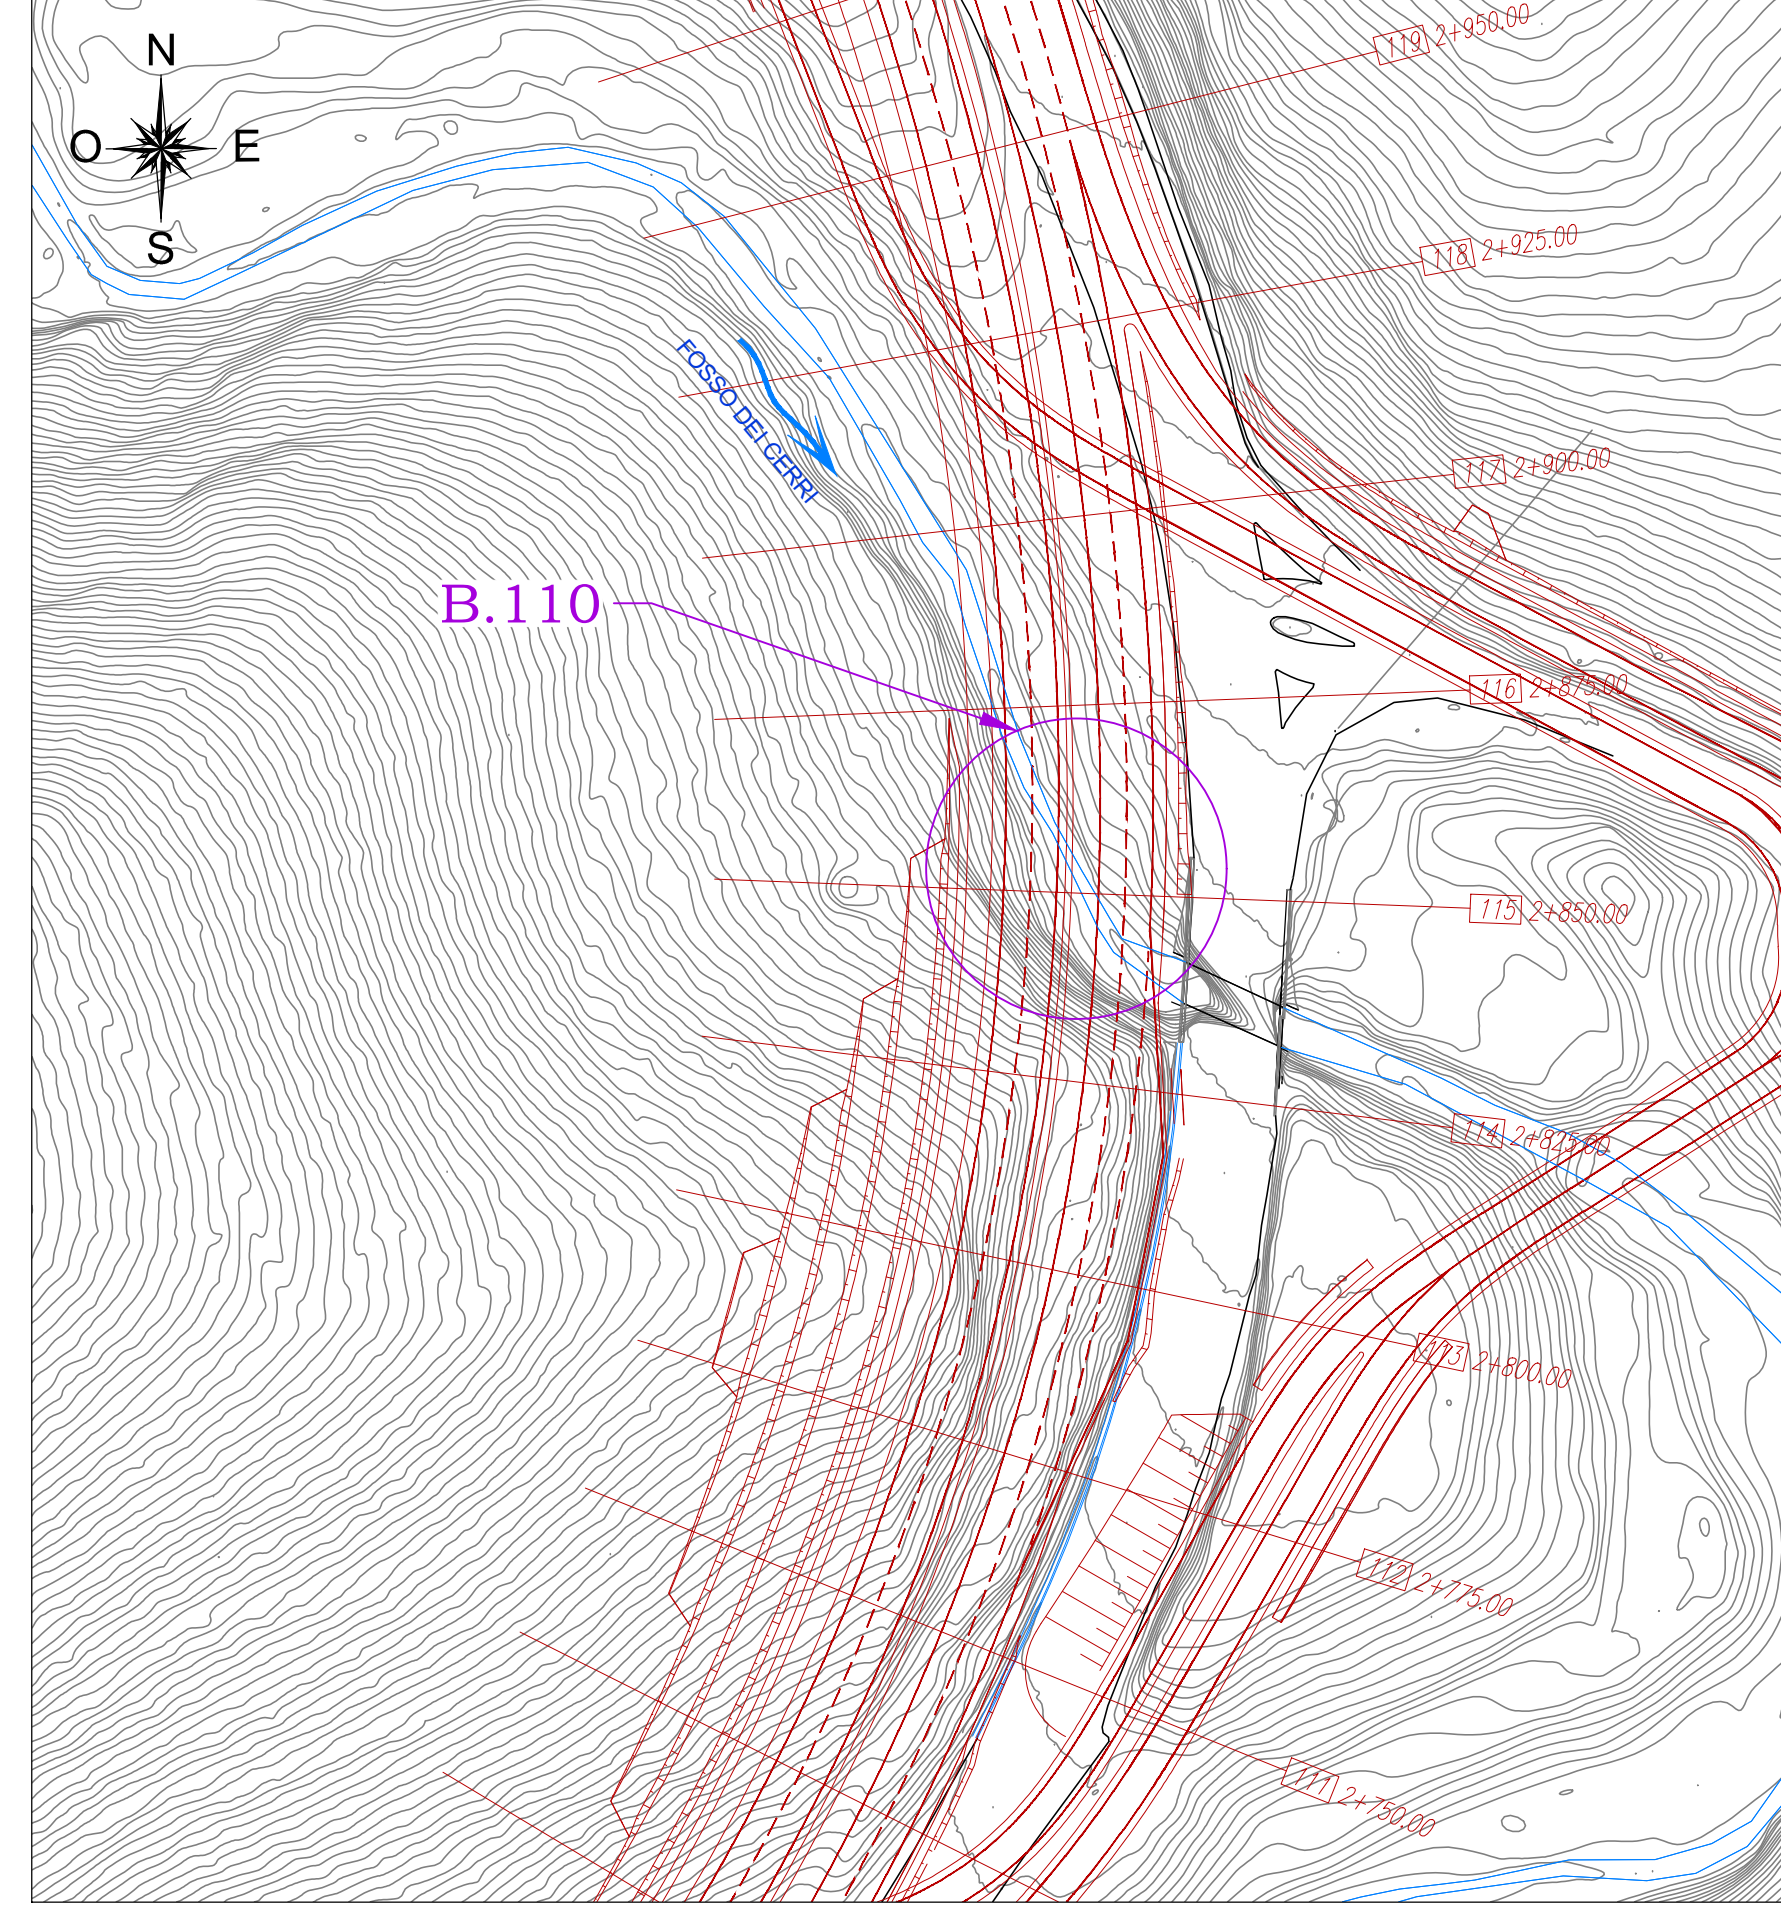 N
O E
S
119 2+950.00
118 2+925.00
FOSSO DEI CERRI
117 2+900.00
B.110
116 2+875.00
115 2+850.00
114 2+825.00
113 2+800.00
112 2+775.00
111 2+750.00